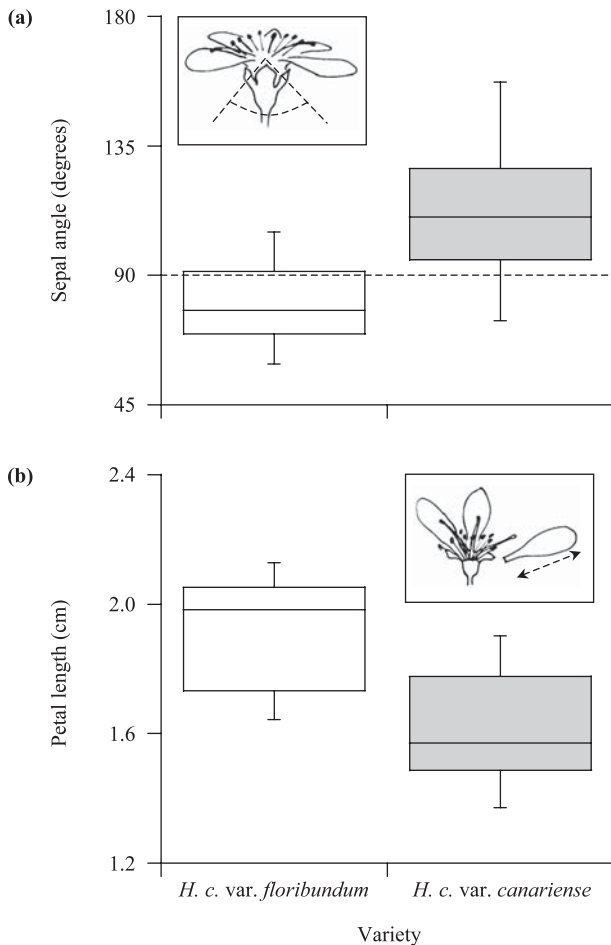 (a)
180
135
90
45
Sepal angle (degrees)
(b)
2.4
2.0
1.6
1.2
Petal length (cm)
H. c. var. floribundum
H. c. var. canariense
Variety